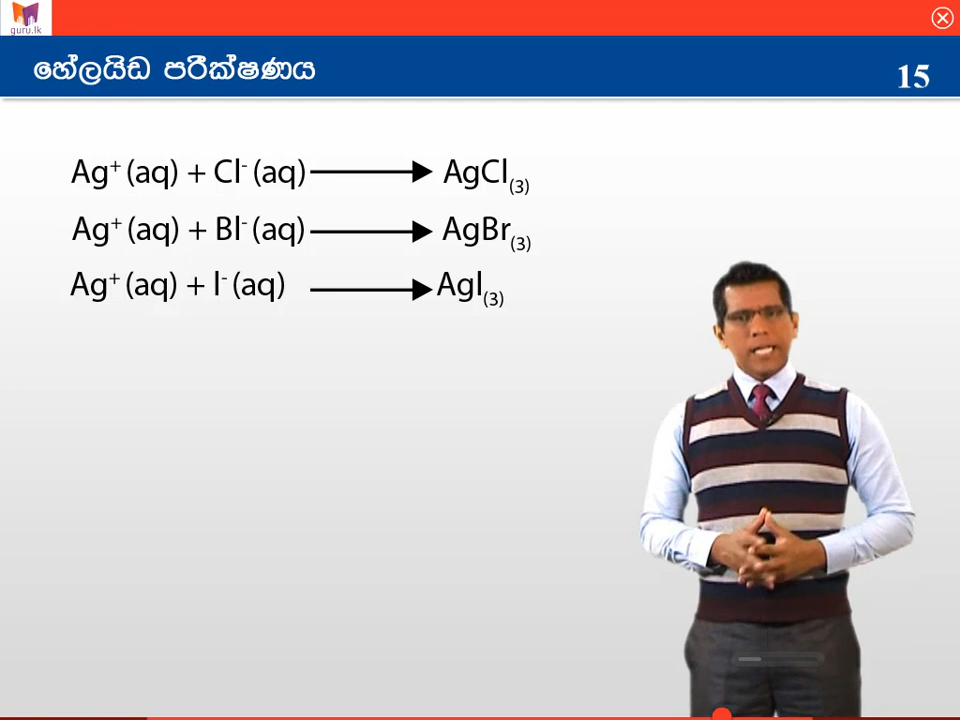 guru.lk
හේලයිඩ පරීක්ෂණය
15
Ag⁺ (aq) + Cl⁻ (aq) ⟶ AgCl₍₃₎
Ag⁺ (aq) + Bl⁻ (aq) ⟶ AgBr₍₃₎
Ag⁺ (aq) + l⁻ (aq) ⟶ AgI₍₃₎